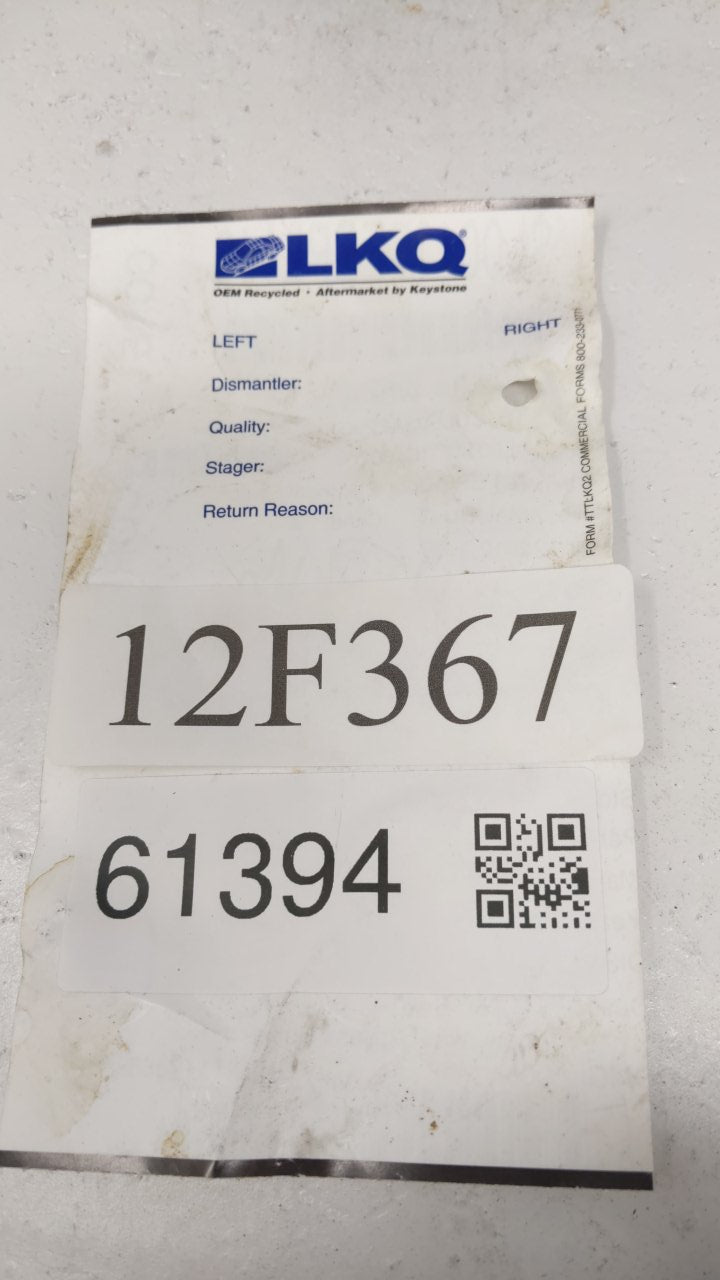 LKQ®
OEM Recycled · Aftermarket by Keystone
LEFT RIGHT
Dismantler:
Quality:
Stager:
Return Reason:
FORM #TTLKQ2 COMMERCIAL FORMS 800-233-0771
12F367
61394